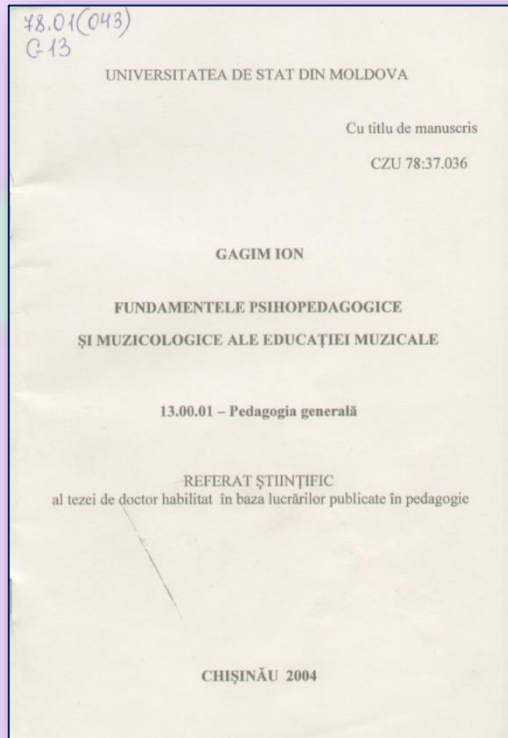 78.01(043)
G 13
UNIVERSITATEA DE STAT DIN MOLDOVA
Cu titlu de manuscris
CZU 78:37.036
GAGIM ION
FUNDAMENTELE PSIHOPEDAGOGICE
ŞI MUZICOLOGICE ALE EDUCAŢIEI MUZICALE
13.00.01 – Pedagogia generală
REFERAT ŞTIINŢIFIC
al tezei de doctor habilitat în baza lucrărilor publicate în pedagogie
CHIŞINĂU 2004